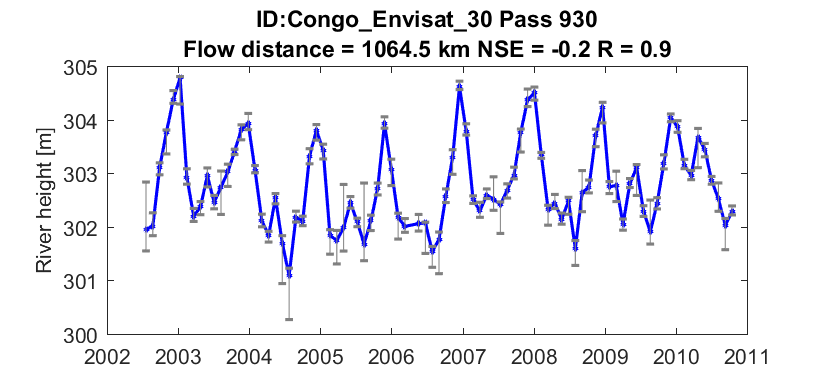 ID:Congo_Envisat_30 Pass 930
Flow distance = 1064.5 km NSE = -0.2 R = 0.9
River height [m]
305
304
303
302
301
300
2002 2003 2004 2005 2006 2007 2008 2009 2010 2011